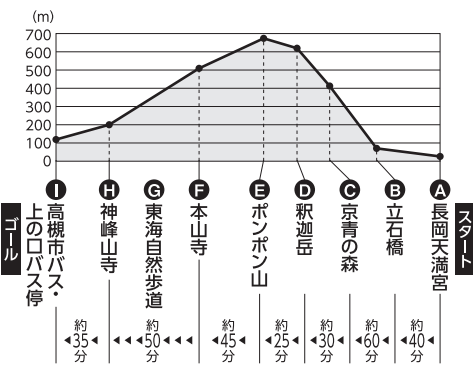 (m)
700
600
500
400
300
200
100
0
I H G F E D C B A
ゴール
高槻市バス・
上の口バス停
神峰山寺
東海自然歩道
本山寺
ポンポン山
釈迦岳
京青の森
立石橋
長岡天満宮
スタート
◀約35分◀
◀◀◀約50分◀◀◀
◀約45分◀
◀約25分◀
◀約30分◀
◀約60分◀
◀約40分◀